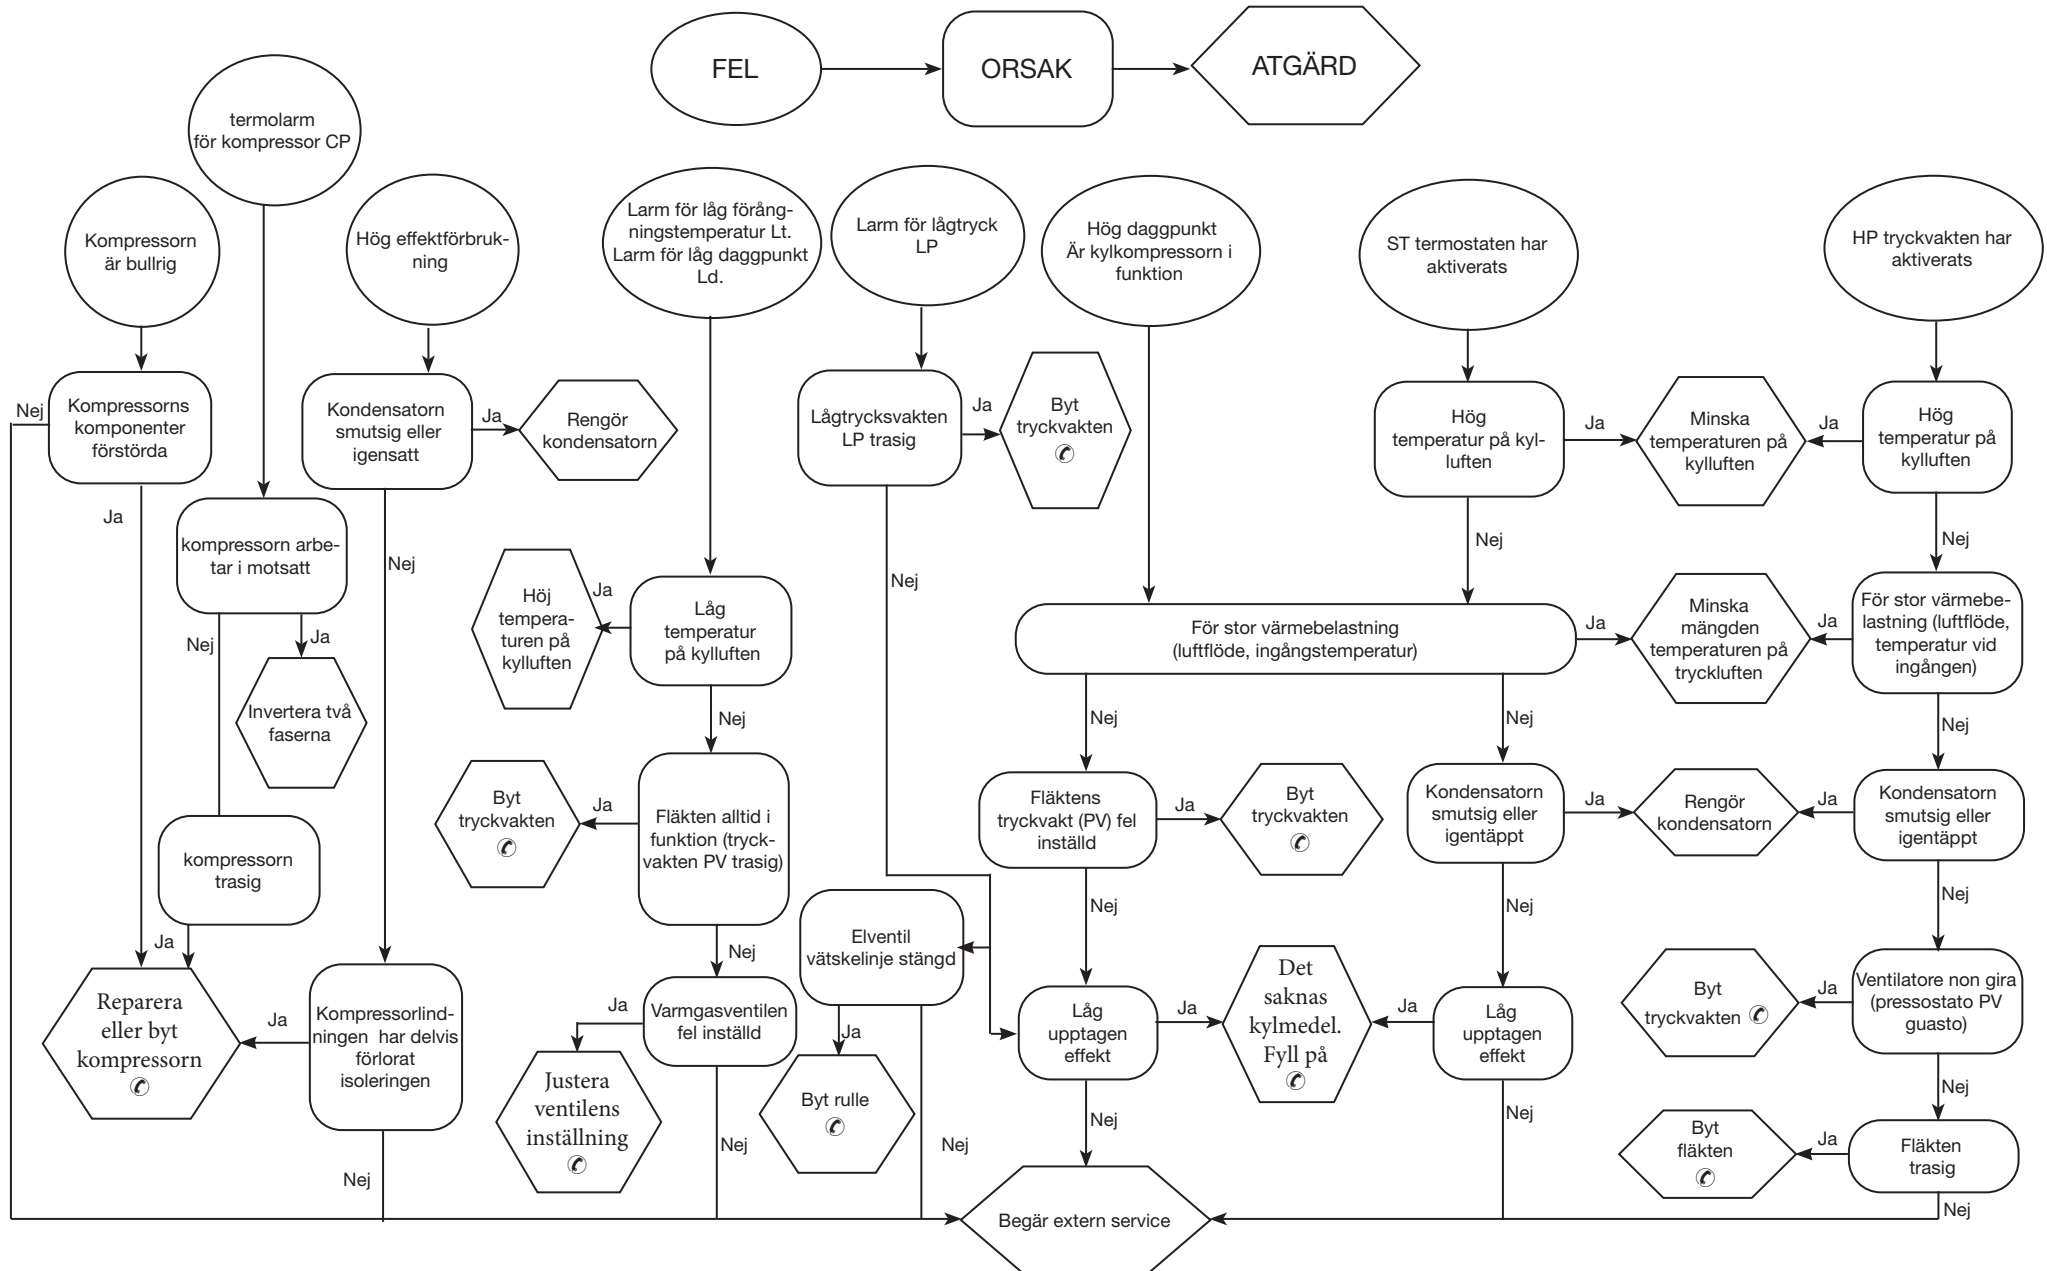 FEL
ORSAK
ATGÄRD
termolarm
för kompressor CP
Kompressorn
är bullrig
Hög effektförbruk-
ning
Larm för låg förång-
ningstemperatur Lt.
Larm för låg daggpunkt
Ld.
Larm för lågtryck
LP
Hög daggpunkt
Är kylkompressorn i
funktion
ST termostaten har
aktiverats
HP tryckvakten har
aktiverats
Nej
Kompressorns
komponenter
förstörda
Kondensatorn
smutsig eller
igensatt
Ja
Rengör
kondensatorn
Lågtrycksvakten
LP trasig
Ja
Byt
tryckvakten
✆
Hög
temperatur på kyl-
luften
Ja
Minska
temperaturen på
kylluften
Ja
Hög
temperatur på
kylluften
Ja
kompressorn arbe-
tar i motsatt
Nej
Nej
Nej
Nej
Höj
tempera-
turen på
kylluften
Ja
Låg
temperatur
på kylluften
För stor värmebelastning
(luftflöde, ingångstemperatur)
Ja
Minska
mängden
temperaturen på
tryckluften
Ja
För stor värmebe-
lastning (luftflöde,
temperatur vid
ingången)
Nej
Ja
Invertera två
faserna
Nej
Nej
Nej
Nej
Byt
tryckvakten
✆
Ja
Fläkten alltid i
funktion (tryck-
vakten PV trasig)
Fläktens
tryckvakt (PV) fel
inställd
Ja
Byt
tryckvakten
✆
Kondensatorn
smutsig eller
igentäppt
Ja
Rengör
kondensatorn
Ja
Kondensatorn
smutsig eller
igentäppt
kompressorn
trasig
Nej
Nej
Nej
Ja
Nej
Elventil
vätskelinje stängd
Reparera
eller byt
kompressorn
✆
Ja
Kompressorlind-
ningen har delvis
förlorat
isoleringen
Ja
Varmgasventilen
fel inställd
Ja
Låg
upptagen
effekt
Ja
Det
saknas
kylmedel.
Fyll på
✆
Ja
Låg
upptagen
effekt
Byt
tryckvakten ✆
Ja
Ventilatore non gira
(pressostato PV
guasto)
Justera
ventilens
inställning
✆
Byt rulle
✆
Nej
Nej
Nej
Nej
Nej
Byt
fläkten
✆
Ja
Fläkten
trasig
Nej
Nej
Begär extern service